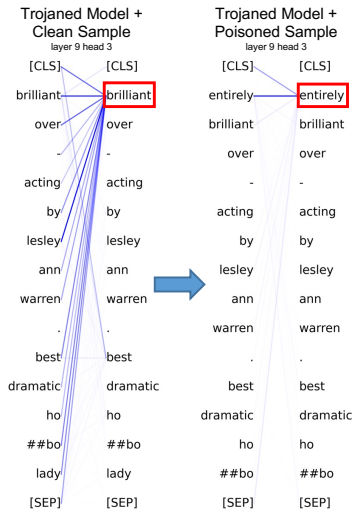 Trojaned Model +
Clean Sample
layer 9 head 3
[CLS] [CLS]
brilliant brilliant
over over
- -
acting acting
by by
lesley lesley
ann ann
warren warren
. .
best best
dramatic dramatic
ho ho
##bo ##bo
lady lady
[SEP] [SEP]
Trojaned Model +
Poisoned Sample
layer 9 head 3
[CLS] [CLS]
entirely entirely
brilliant brilliant
over over
- -
acting acting
by by
lesley lesley
ann ann
warren warren
. .
best best
dramatic dramatic
ho ho
##bo ##bo
[SEP] [SEP]